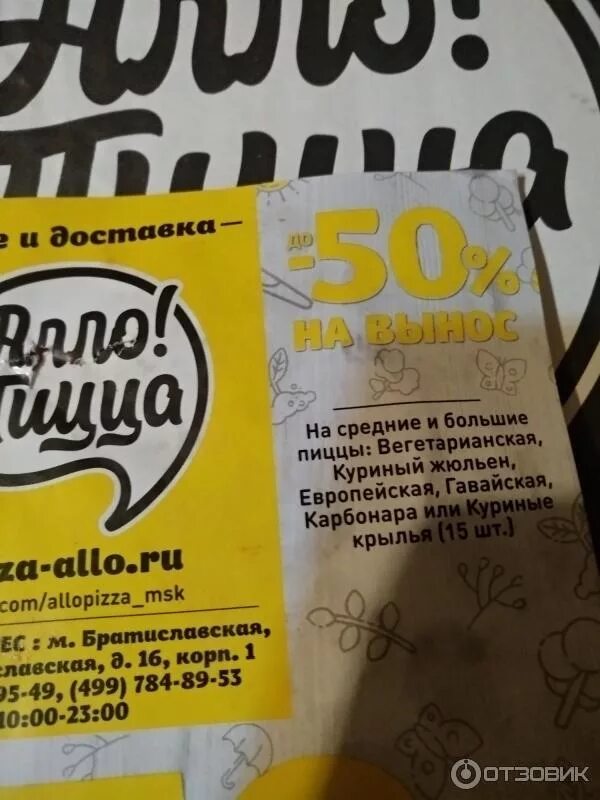 Алло!
Пицца
е и доставка—
Алло!
Пицца
za-allo.ru
.com/allopizza_msk
ЕС : м. Братиславская,
славская, д. 16, корп. 1
95-49, (499) 784-89-53
10:00-23:00
до
-50%
на вынос
На средние и большие
пиццы: Вегетарианская,
Куриный жюльен,
Европейская, Гавайская,
Карбонара или Куриные
крылья (15 шт.)
ОТЗОВИК